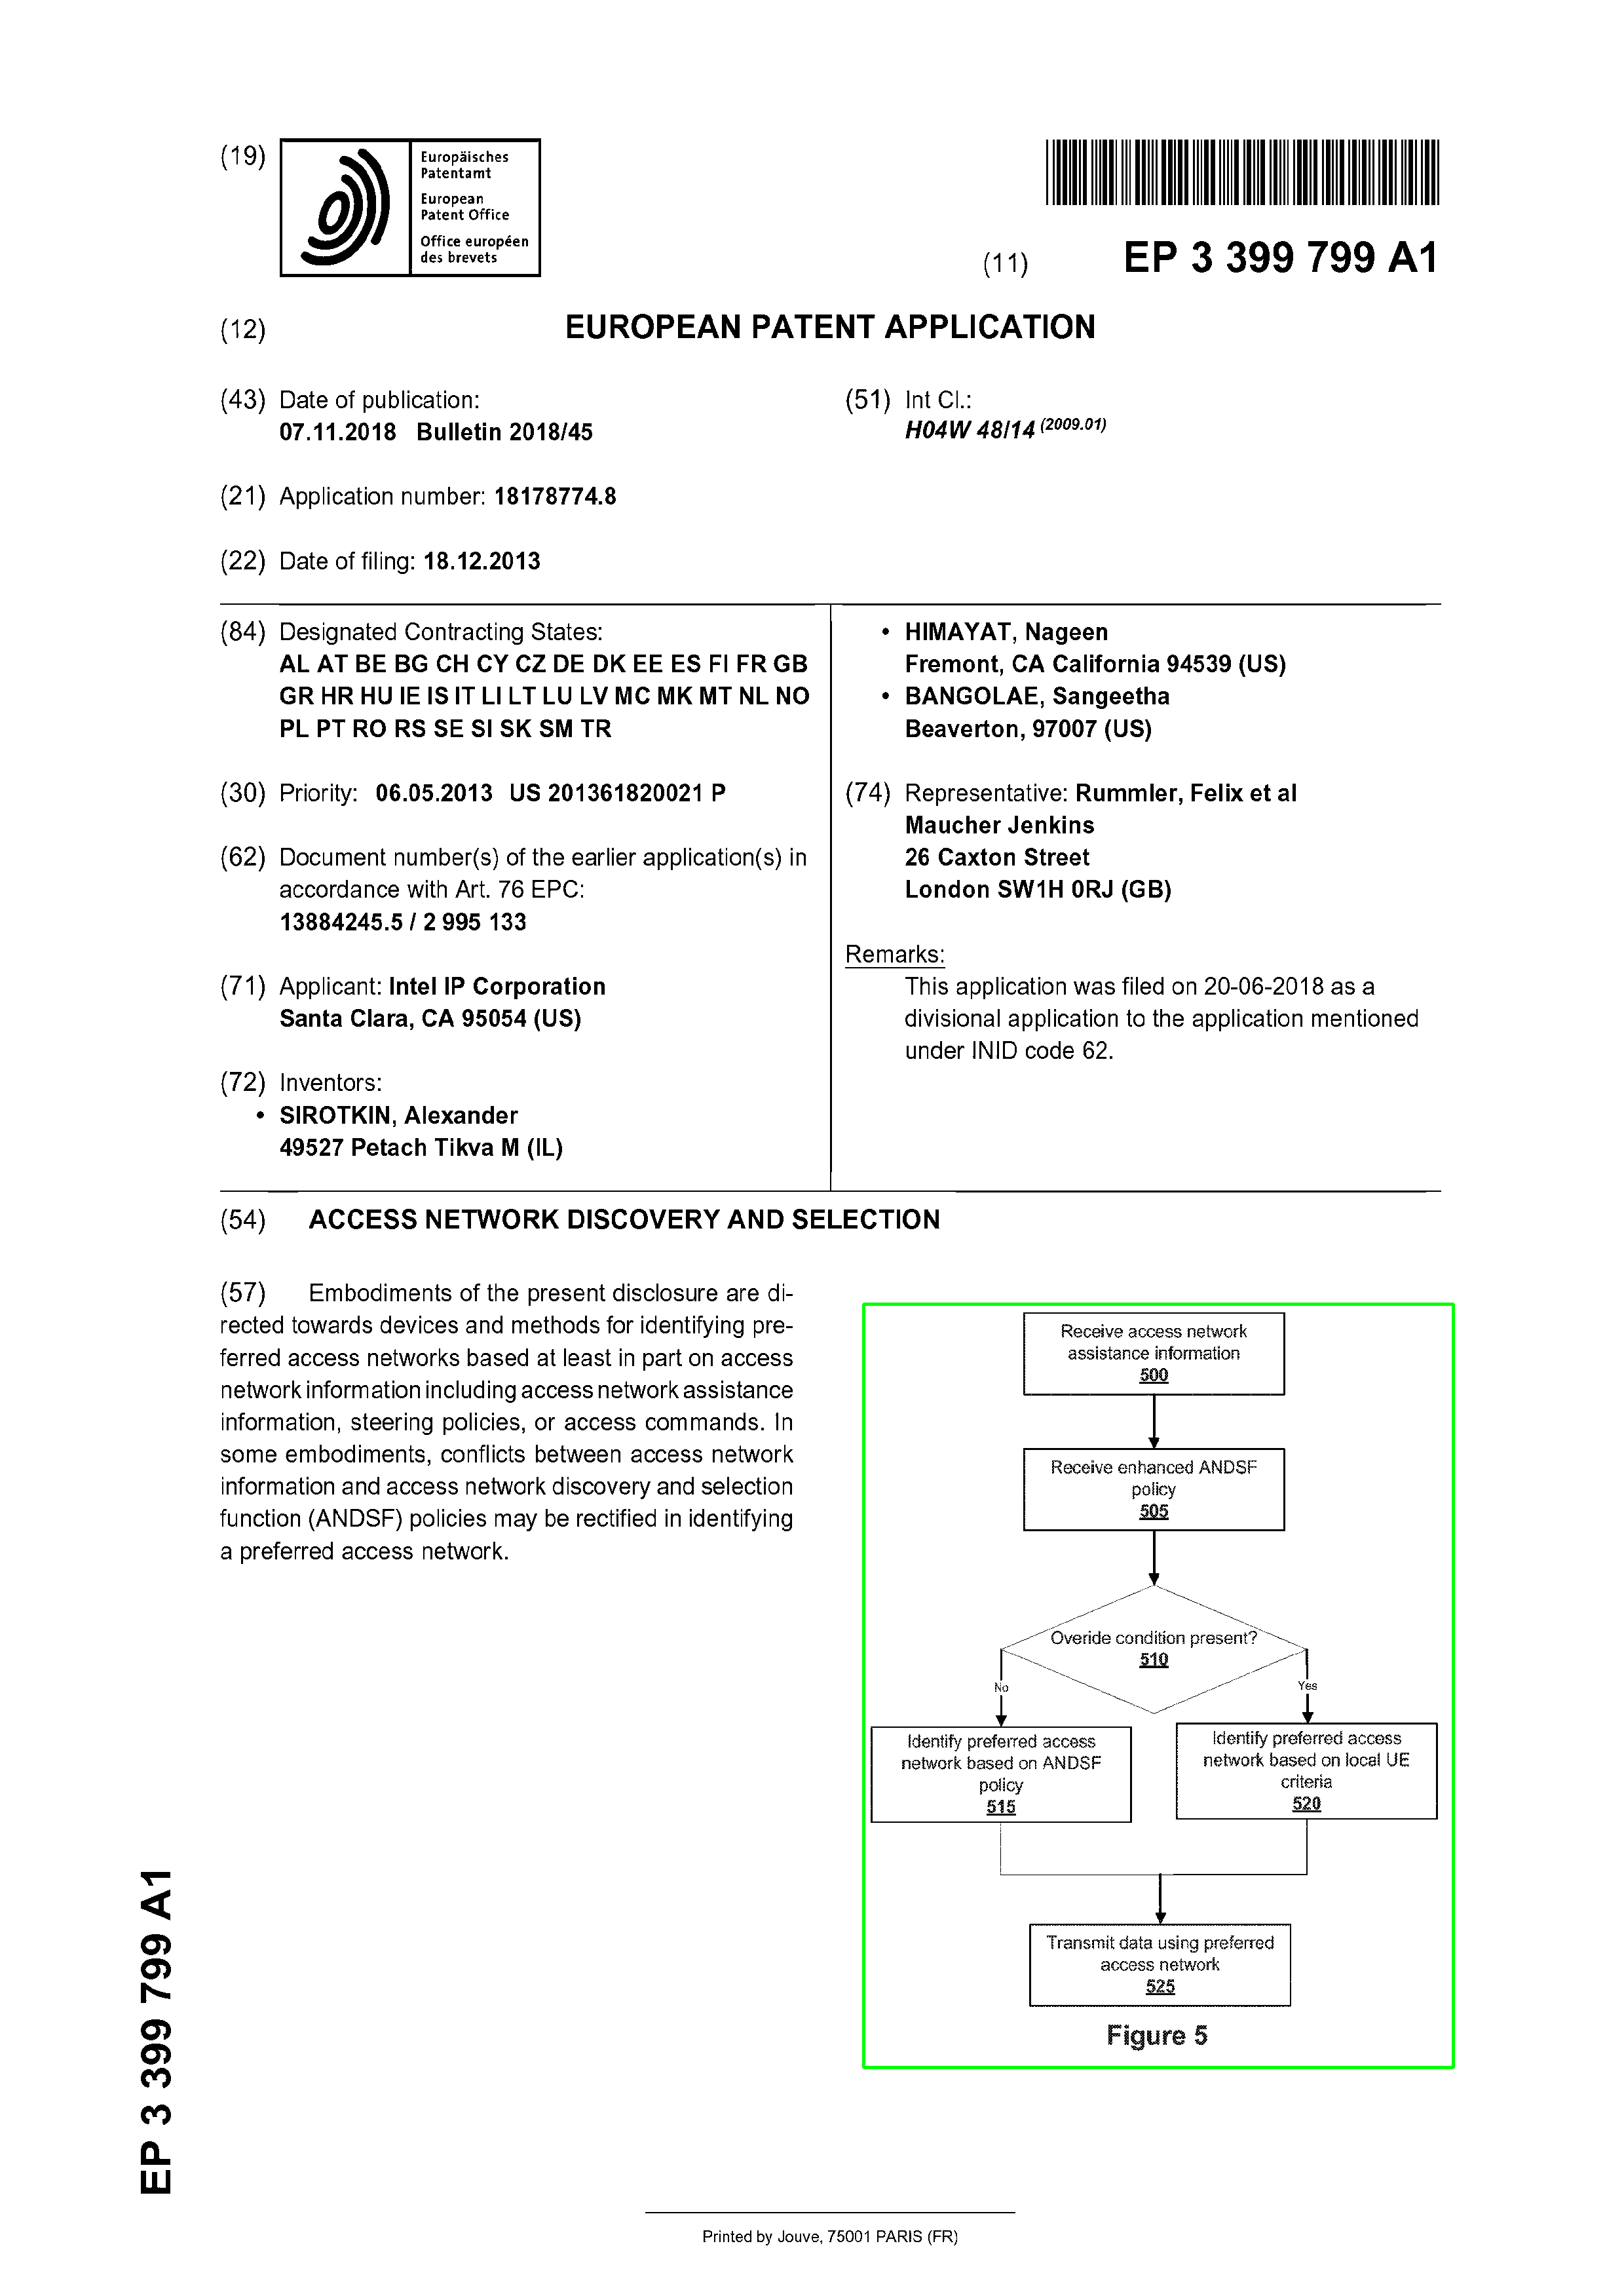 (19)
Europäisches
Patentamt
European
Patent Office
Office européen
des brevets
(11) EP 3 399 799 A1
(12) EUROPEAN PATENT APPLICATION
(43) Date of publication:
07.11.2018 Bulletin 2018/45
(51) Int Cl.:
H04W 48/14 (2009.01)
(21) Application number: 18178774.8
(22) Date of filing: 18.12.2013
(84) Designated Contracting States:
AL AT BE BG CH CY CZ DE DK EE ES FI FR GB
GR HR HU IE IS IT LI LT LU LV MC MK MT NL NO
PL PT RO RS SE SI SK SM TR
(30) Priority: 06.05.2013 US 201361820021 P
(62) Document number(s) of the earlier application(s) in
accordance with Art. 76 EPC:
13884245.5 / 2 995 133
(71) Applicant: Intel IP Corporation
Santa Clara, CA 95054 (US)
(72) Inventors:
• SIROTKIN, Alexander
49527 Petach Tikva M (IL)
• HIMAYAT, Nageen
Fremont, CA California 94539 (US)
• BANGOLAE, Sangeetha
Beaverton, 97007 (US)
(74) Representative: Rummler, Felix et al
Maucher Jenkins
26 Caxton Street
London SW1H 0RJ (GB)
Remarks:
This application was filed on 20-06-2018 as a
divisional application to the application mentioned
under INID code 62.
(54) ACCESS NETWORK DISCOVERY AND SELECTION
(57) Embodiments of the present disclosure are di-
rected towards devices and methods for identifying pre-
ferred access networks based at least in part on access
network information including access network assistance
information, steering policies, or access commands. In
some embodiments, conflicts between access network
information and access network discovery and selection
function (ANDSF) policies may be rectified in identifying
a preferred access network.
Receive access network
assistance information
500
Receive enhanced ANDSF
policy
505
Overide condition present?
510
No
Yes
Identify preferred access
network based on ANDSF
policy
515
Identify preferred access
network based on local UE
criteria
520
Transmit data using preferred
access network
525
Figure 5
EP 3 399 799 A1
Printed by Jouve, 75001 PARIS (FR)